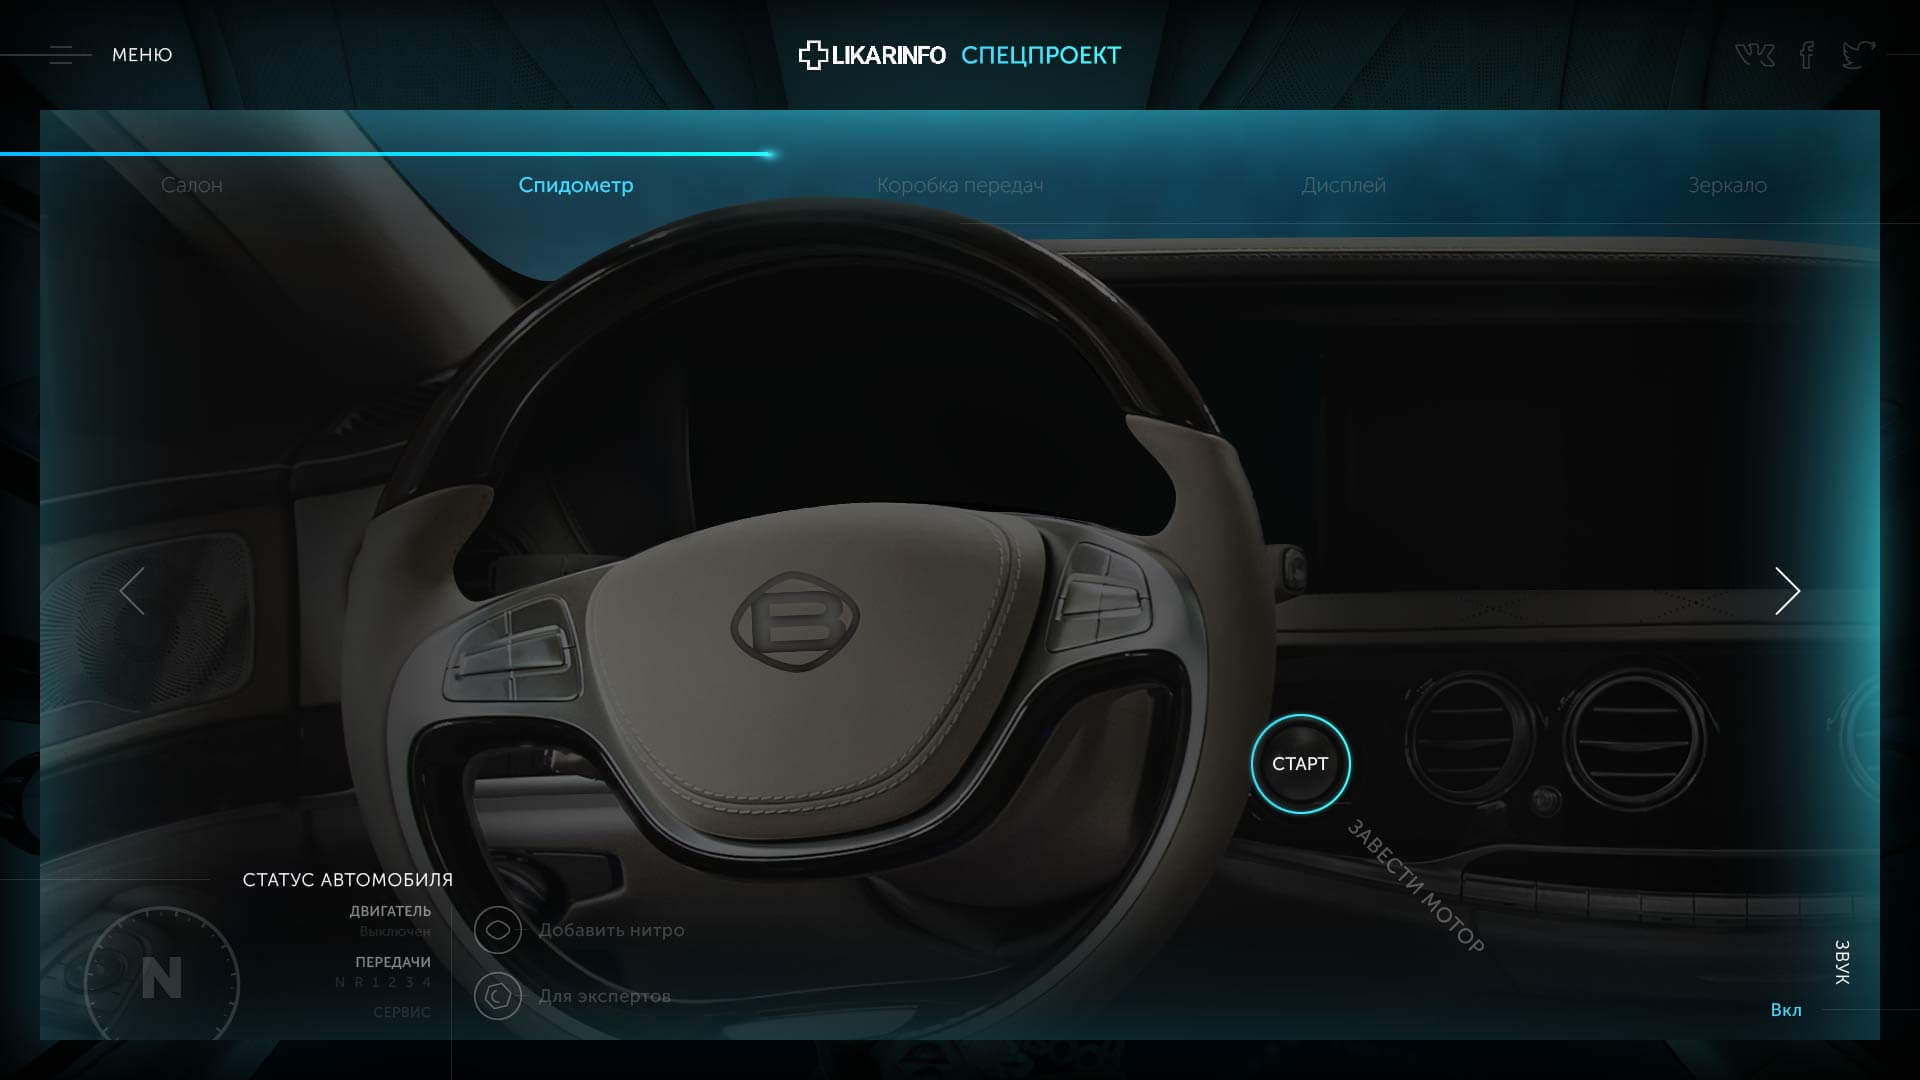 МЕНЮ
LIKARINFO СПЕЦПРОЕКТ
Салон
Спидометр
Коробка передач
Дисплей
Зеркало
B
СТАРТ
ЗАВЕСТИ МОТОР
СТАТУС АВТОМОБИЛЯ
ДВИГАТЕЛЬ
Выключен
ПЕРЕДАЧИ
N R 1 2 3 4
СЕРВИС
N
Добавить нитро
Для экспертов
ЗВУК
Вкл